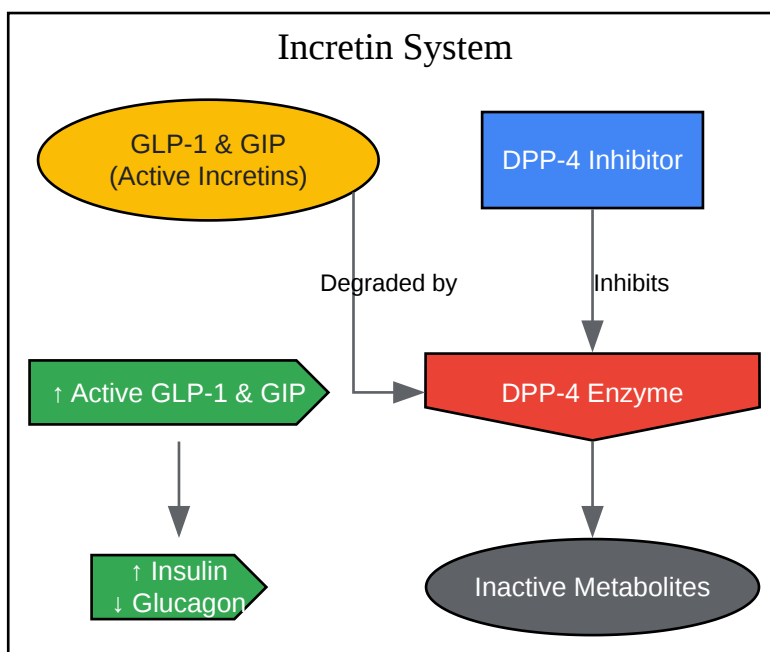 Incretin System
GLP-1 & GIP
(Active Incretins)
DPP-4 Inhibitor
Degraded by
Inhibits
↑ Active GLP-1 & GIP
DPP-4 Enzyme
↑ Insulin
↓ Glucagon
Inactive Metabolites